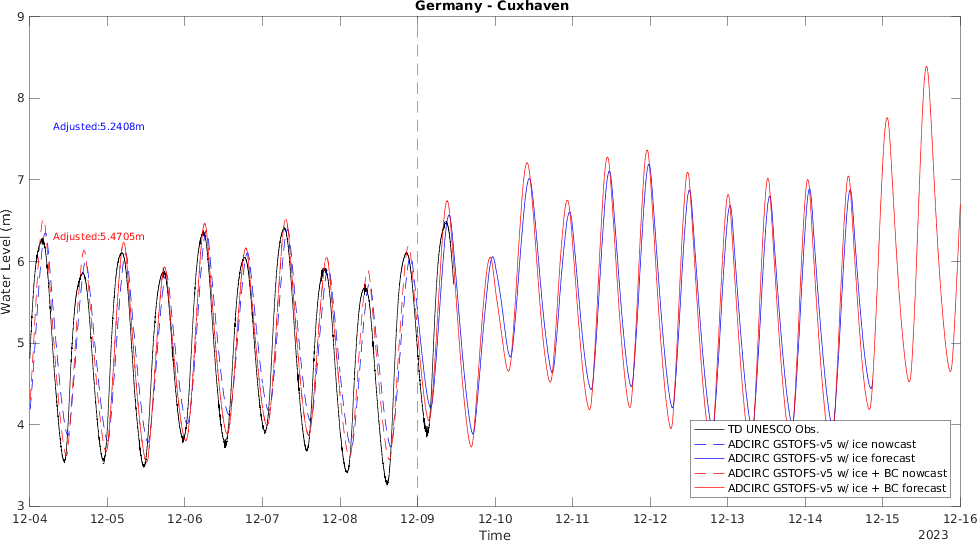 Germany - Cuxhaven
9
8
7
6
5
4
3
Water Level (m)
Adjusted:5.2408m
Adjusted:5.4705m
TD UNESCO Obs.
ADCIRC GSTOFS-v5 w/ ice nowcast
ADCIRC GSTOFS-v5 w/ ice forecast
ADCIRC GSTOFS-v5 w/ ice + BC nowcast
ADCIRC GSTOFS-v5 w/ ice + BC forecast
12-04 12-05 12-06 12-07 12-08 12-09 12-10 12-11 12-12 12-13 12-14 12-15 12-16
Time
2023